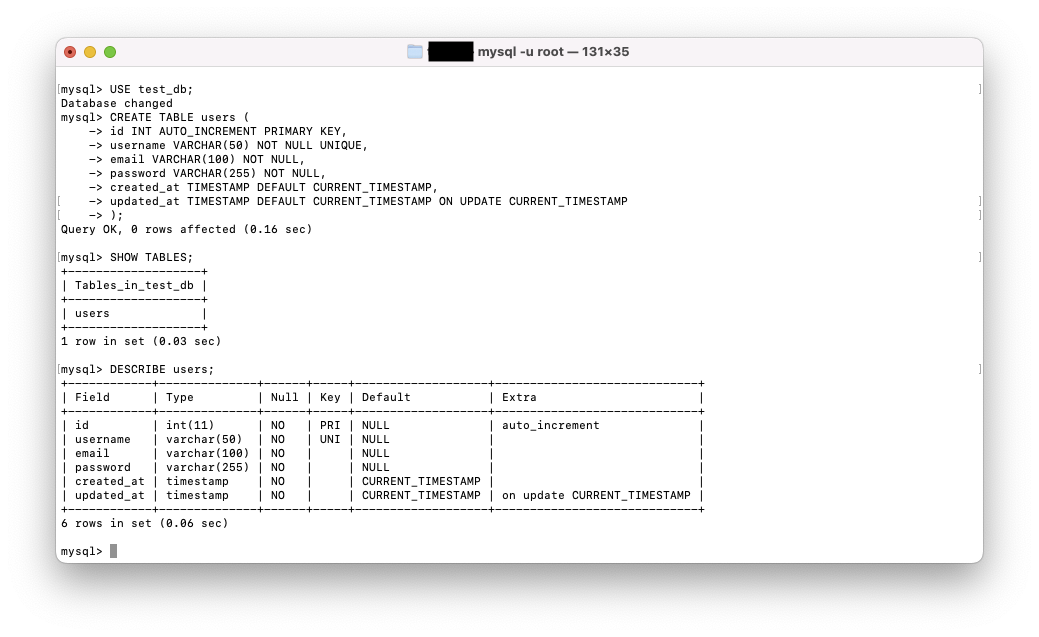 mysql -u root — 131×35
[mysql> USE test_db; ]
Database changed
mysql> CREATE TABLE users (
    -> id INT AUTO_INCREMENT PRIMARY KEY,
    -> username VARCHAR(50) NOT NULL UNIQUE,
    -> email VARCHAR(100) NOT NULL,
    -> password VARCHAR(255) NOT NULL,
    -> created_at TIMESTAMP DEFAULT CURRENT_TIMESTAMP,
[    -> updated_at TIMESTAMP DEFAULT CURRENT_TIMESTAMP ON UPDATE CURRENT_TIMESTAMP ]
[    -> ); ]
Query OK, 0 rows affected (0.16 sec)
[mysql> SHOW TABLES; ]
+-------------------+
| Tables_in_test_db |
+-------------------+
| users             |
+-------------------+
1 row in set (0.03 sec)
[mysql> DESCRIBE users; ]
+------------+--------------+------+-----+-------------------+-----------------------------+
| Field      | Type         | Null | Key | Default           | Extra                       |
+------------+--------------+------+-----+-------------------+-----------------------------+
| id         | int(11)      | NO   | PRI | NULL              | auto_increment              |
| username   | varchar(50)  | NO   | UNI | NULL              |                             |
| email      | varchar(100) | NO   |     | NULL              |                             |
| password   | varchar(255) | NO   |     | NULL              |                             |
| created_at | timestamp    | NO   |     | CURRENT_TIMESTAMP |                             |
| updated_at | timestamp    | NO   |     | CURRENT_TIMESTAMP | on update CURRENT_TIMESTAMP |
+------------+--------------+------+-----+-------------------+-----------------------------+
6 rows in set (0.06 sec)
mysql>